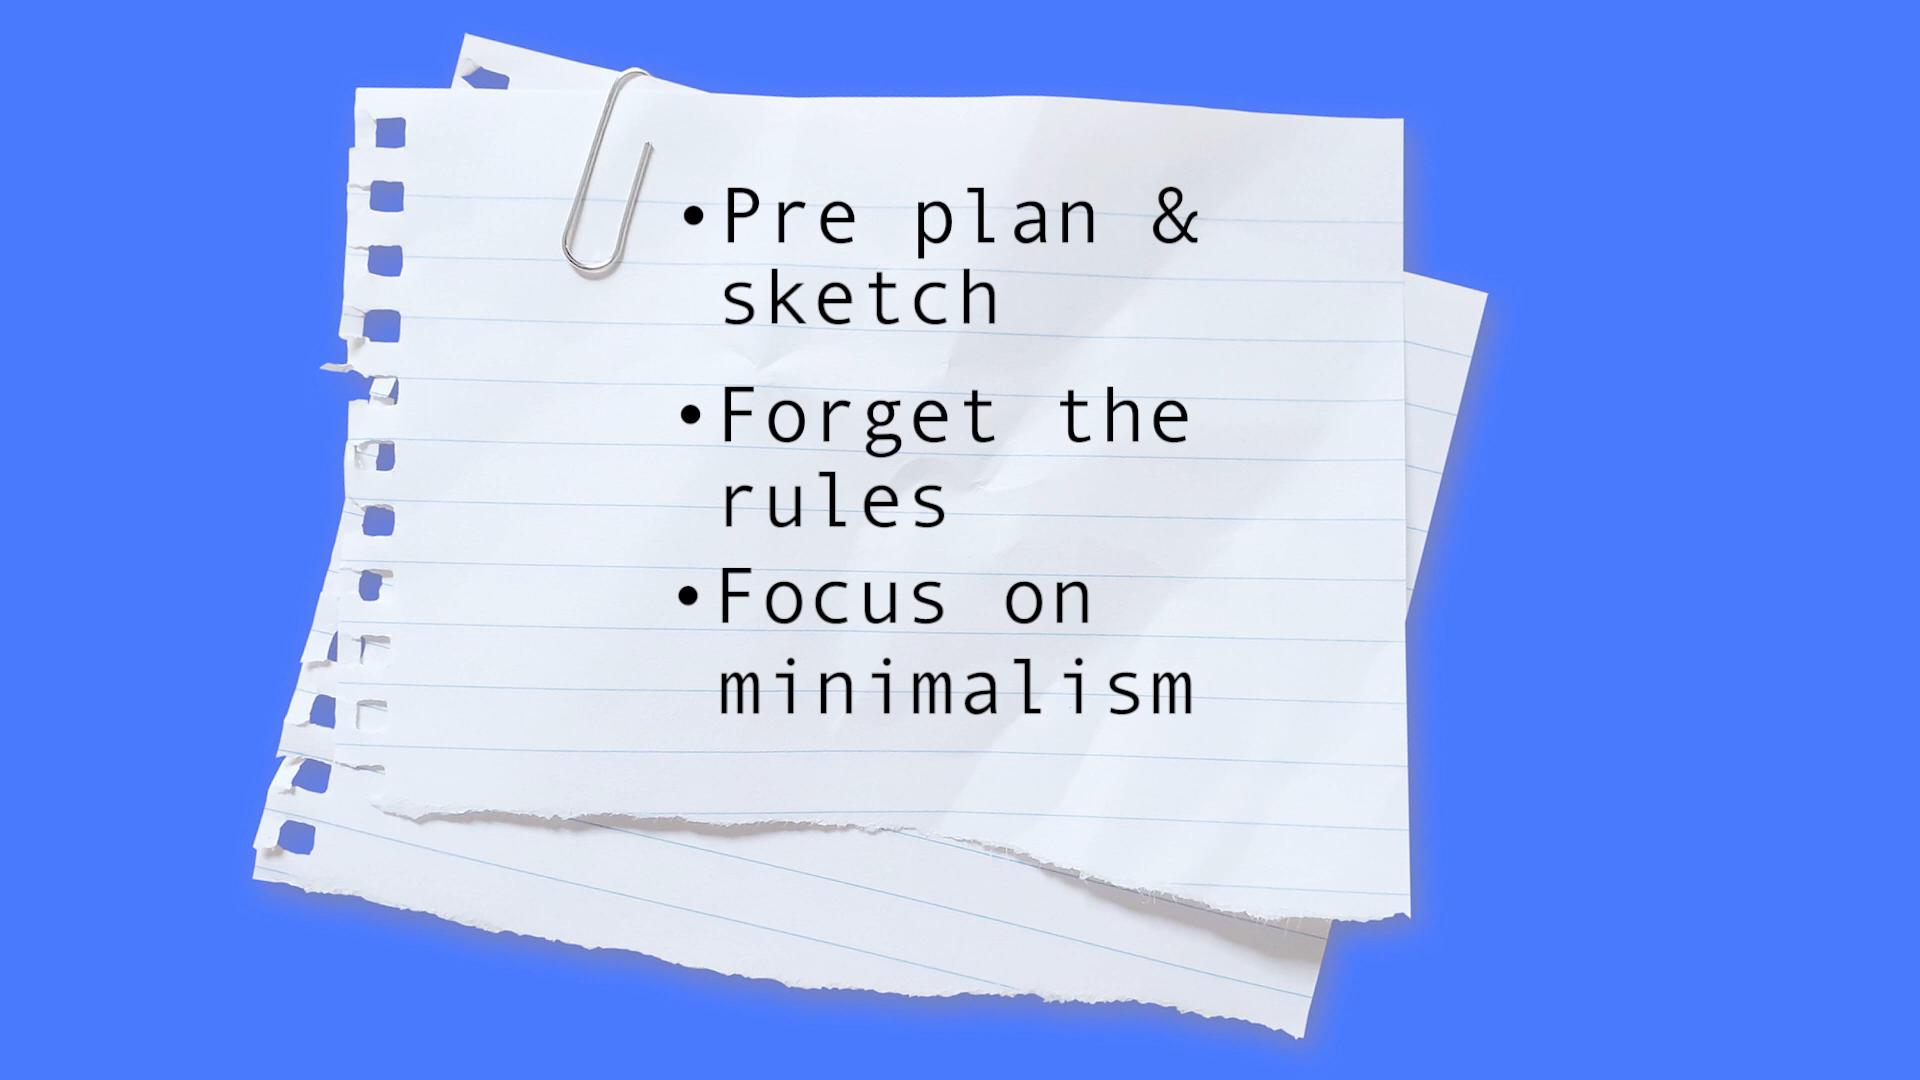 •Pre plan &
sketch
•Forget the
rules
•Focus on
minimalism